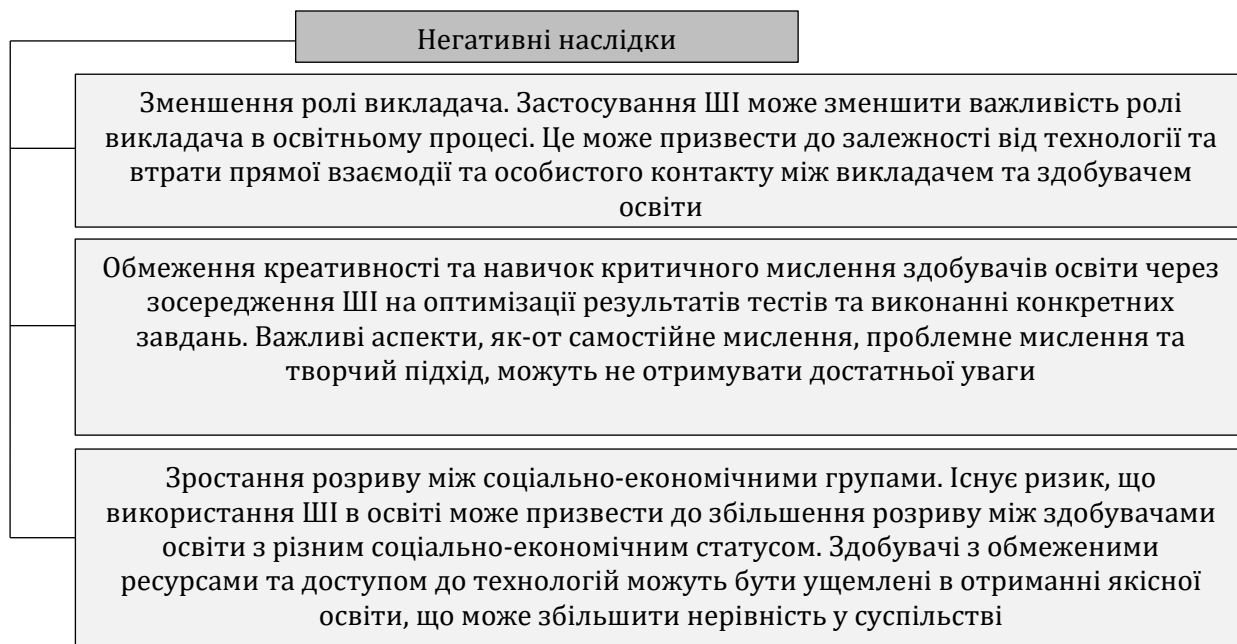 Негативні наслідки
Зменшення ролі викладача. Застосування ШІ може зменшити важливість ролі
викладача в освітньому процесі. Це може призвести до залежності від технології та
втрати прямої взаємодії та особистого контакту між викладачем та здобувачем
освіти
Обмеження креативності та навичок критичного мислення здобувачів освіти через
зосередження ШІ на оптимізації результатів тестів та виконанні конкретних
завдань. Важливі аспекти, як-от самостійне мислення, проблемне мислення та
творчий підхід, можуть не отримувати достатньої уваги
Зростання розриву між соціально-економічними групами. Існує ризик, що
використання ШІ в освіті може призвести до збільшення розриву між здобувачами
освіти з різним соціально-економічним статусом. Здобувачі з обмеженими
ресурсами та доступом до технологій можуть бути ущемлені в отриманні якісної
освіти, що може збільшити нерівність у суспільстві